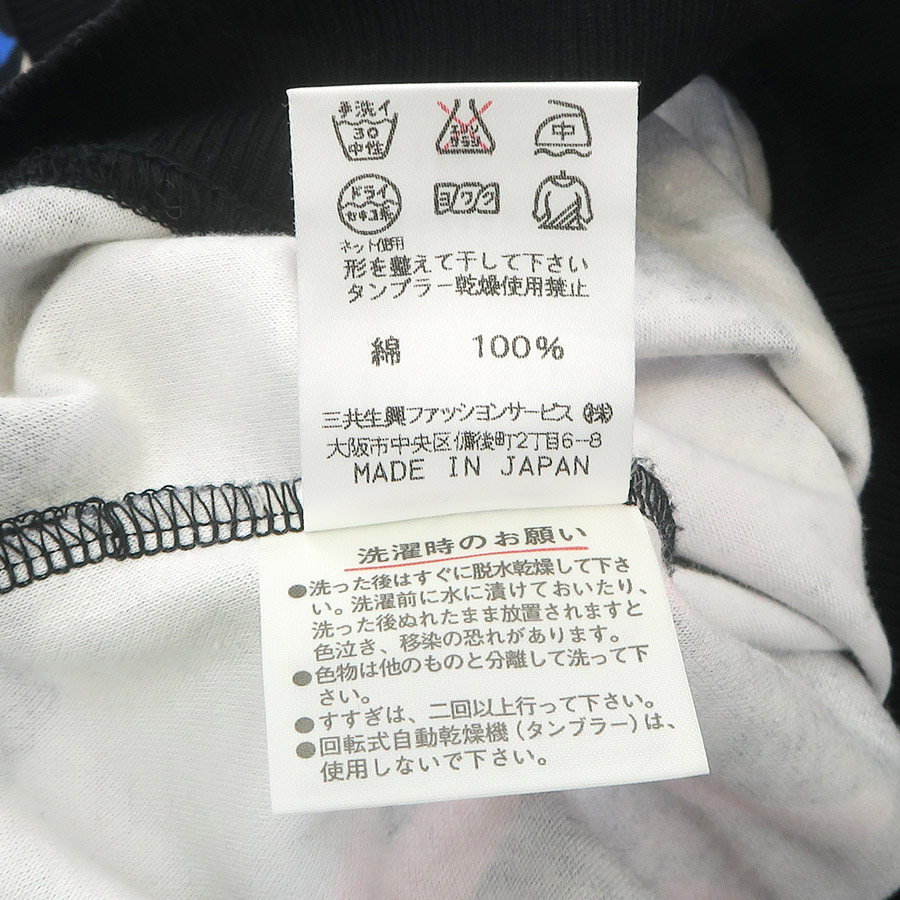 手洗イ
30
中性
エンソ
サラシ
中
ドライ
セキユ系
ヨワク
ネット使用
形を整えて干して下さい
タンブラー乾燥使用禁止
綿 100%
三共生興ファッションサービス㈱
大阪市中央区備後町2丁目6-8
MADE IN JAPAN
洗濯時のお願い
●洗った後はすぐに脱水乾燥して下さ
い。洗濯前に水に漬けておいたり、
洗った後ぬれたまま放置されますと
色泣き、移染の恐れがあります。
●色物は他のものと分離して洗って下
さい。
●すすぎは、二回以上行って下さい。
●回転式自動乾燥機(タンブラー)は、
使用しないで下さい。